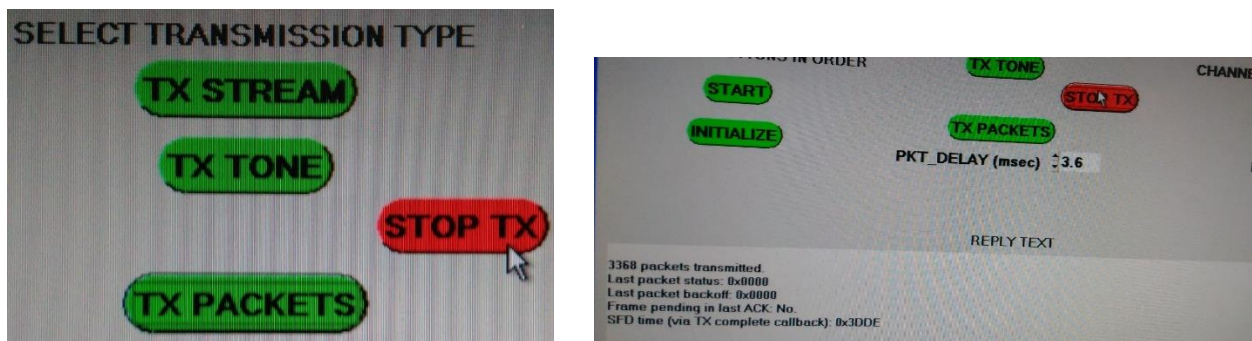 SELECT TRANSMISSION TYPE
TX STREAM
TX TONE
STOP TX
TX PACKETS
IN ORDER
TX TONE
START
STOP TX
INITIALIZE
TX PACKETS
PKT_DELAY (msec) 3.6
REPLY TEXT
3368 packets transmitted.
Last packet status: 0x0000
Last packet backoff: 0x0000
Frame pending in last ACK: No.
SFD time (via TX complete callback): 0x3DDE